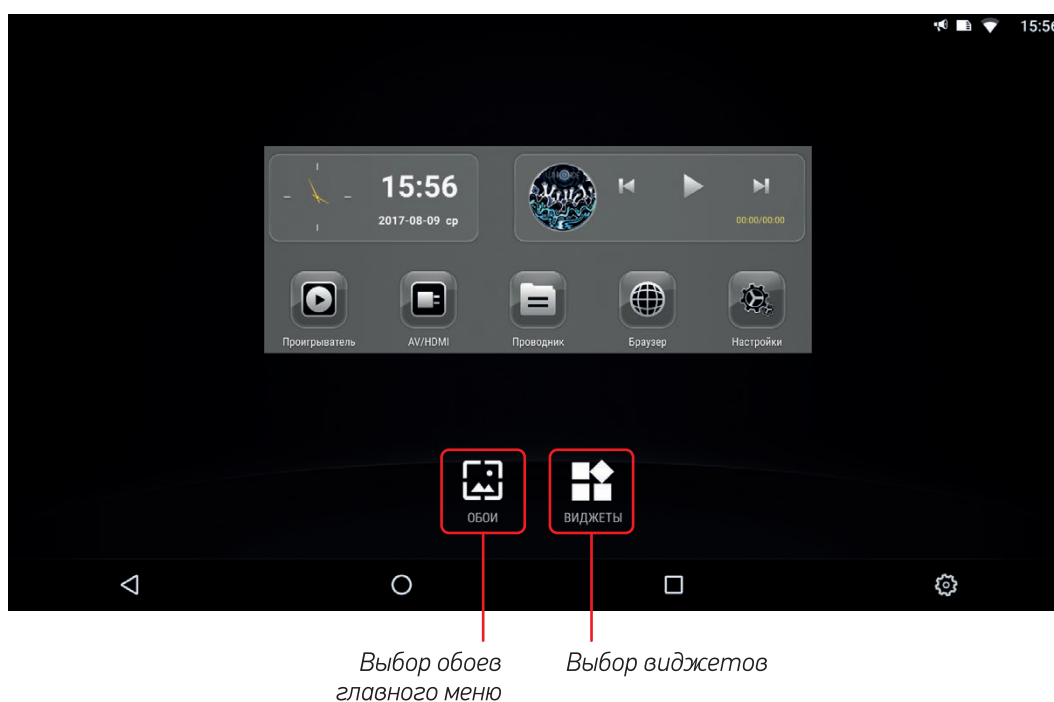 15:56
15:56
2017-08-09 ср
00:00/00:00
Проигрыватель
AV/HDMI
Проводник
Браузер
Настройки
ОБОИ
ВИДЖЕТЫ
Выбор обоев
главного меню
Выбор виджетов